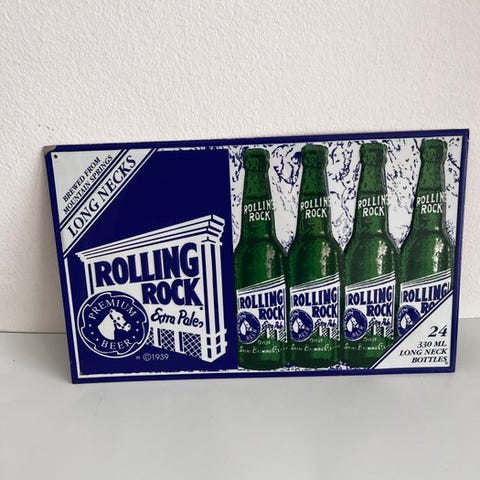 BREWED FROM
MOUNTAIN SPRINGS
LONG NECKS
ROLLING
ROCK
Extra Pale
PREMIUM
BEER
©1939
ROLLING
ROCK
ROLLING
ROCK
ROLLING
ROCK
ROLLING
ROCK
ROLLING
ROCK
ROLLING
ROCK
ROLLING
ROCK
ROLLING
24
330 ML.
LONG NECK
BOTTLES